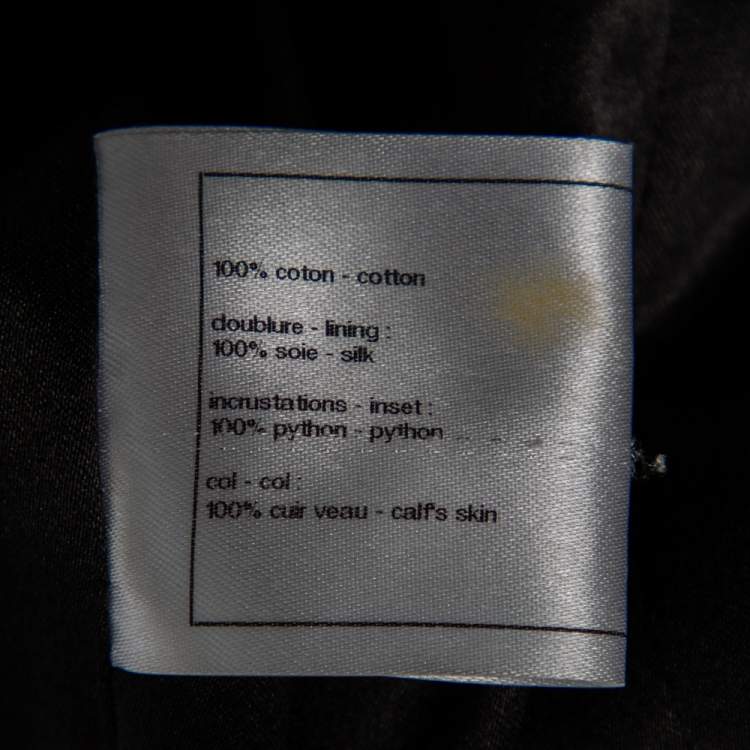 100% coton - cotton
doublure - lining :
100% soie - silk
incrustations - inset :
100% python - python
col - col :
100% cuir veau - calf's skin